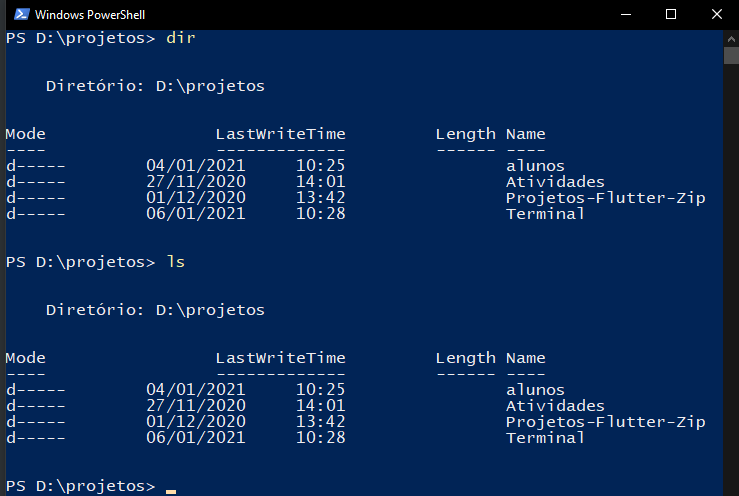 Windows PowerShell
PS D:\projetos> dir
Diretório: D:\projetos
Mode LastWriteTime Length Name
---- ------------- ------ ----
d----- 04/01/2021 10:25 alunos
d----- 27/11/2020 14:01 Atividades
d----- 01/12/2020 13:42 Projetos-Flutter-Zip
d----- 06/01/2021 10:28 Terminal
PS D:\projetos> ls
Diretório: D:\projetos
Mode LastWriteTime Length Name
---- ------------- ------ ----
d----- 04/01/2021 10:25 alunos
d----- 27/11/2020 14:01 Atividades
d----- 01/12/2020 13:42 Projetos-Flutter-Zip
d----- 06/01/2021 10:28 Terminal
PS D:\projetos>